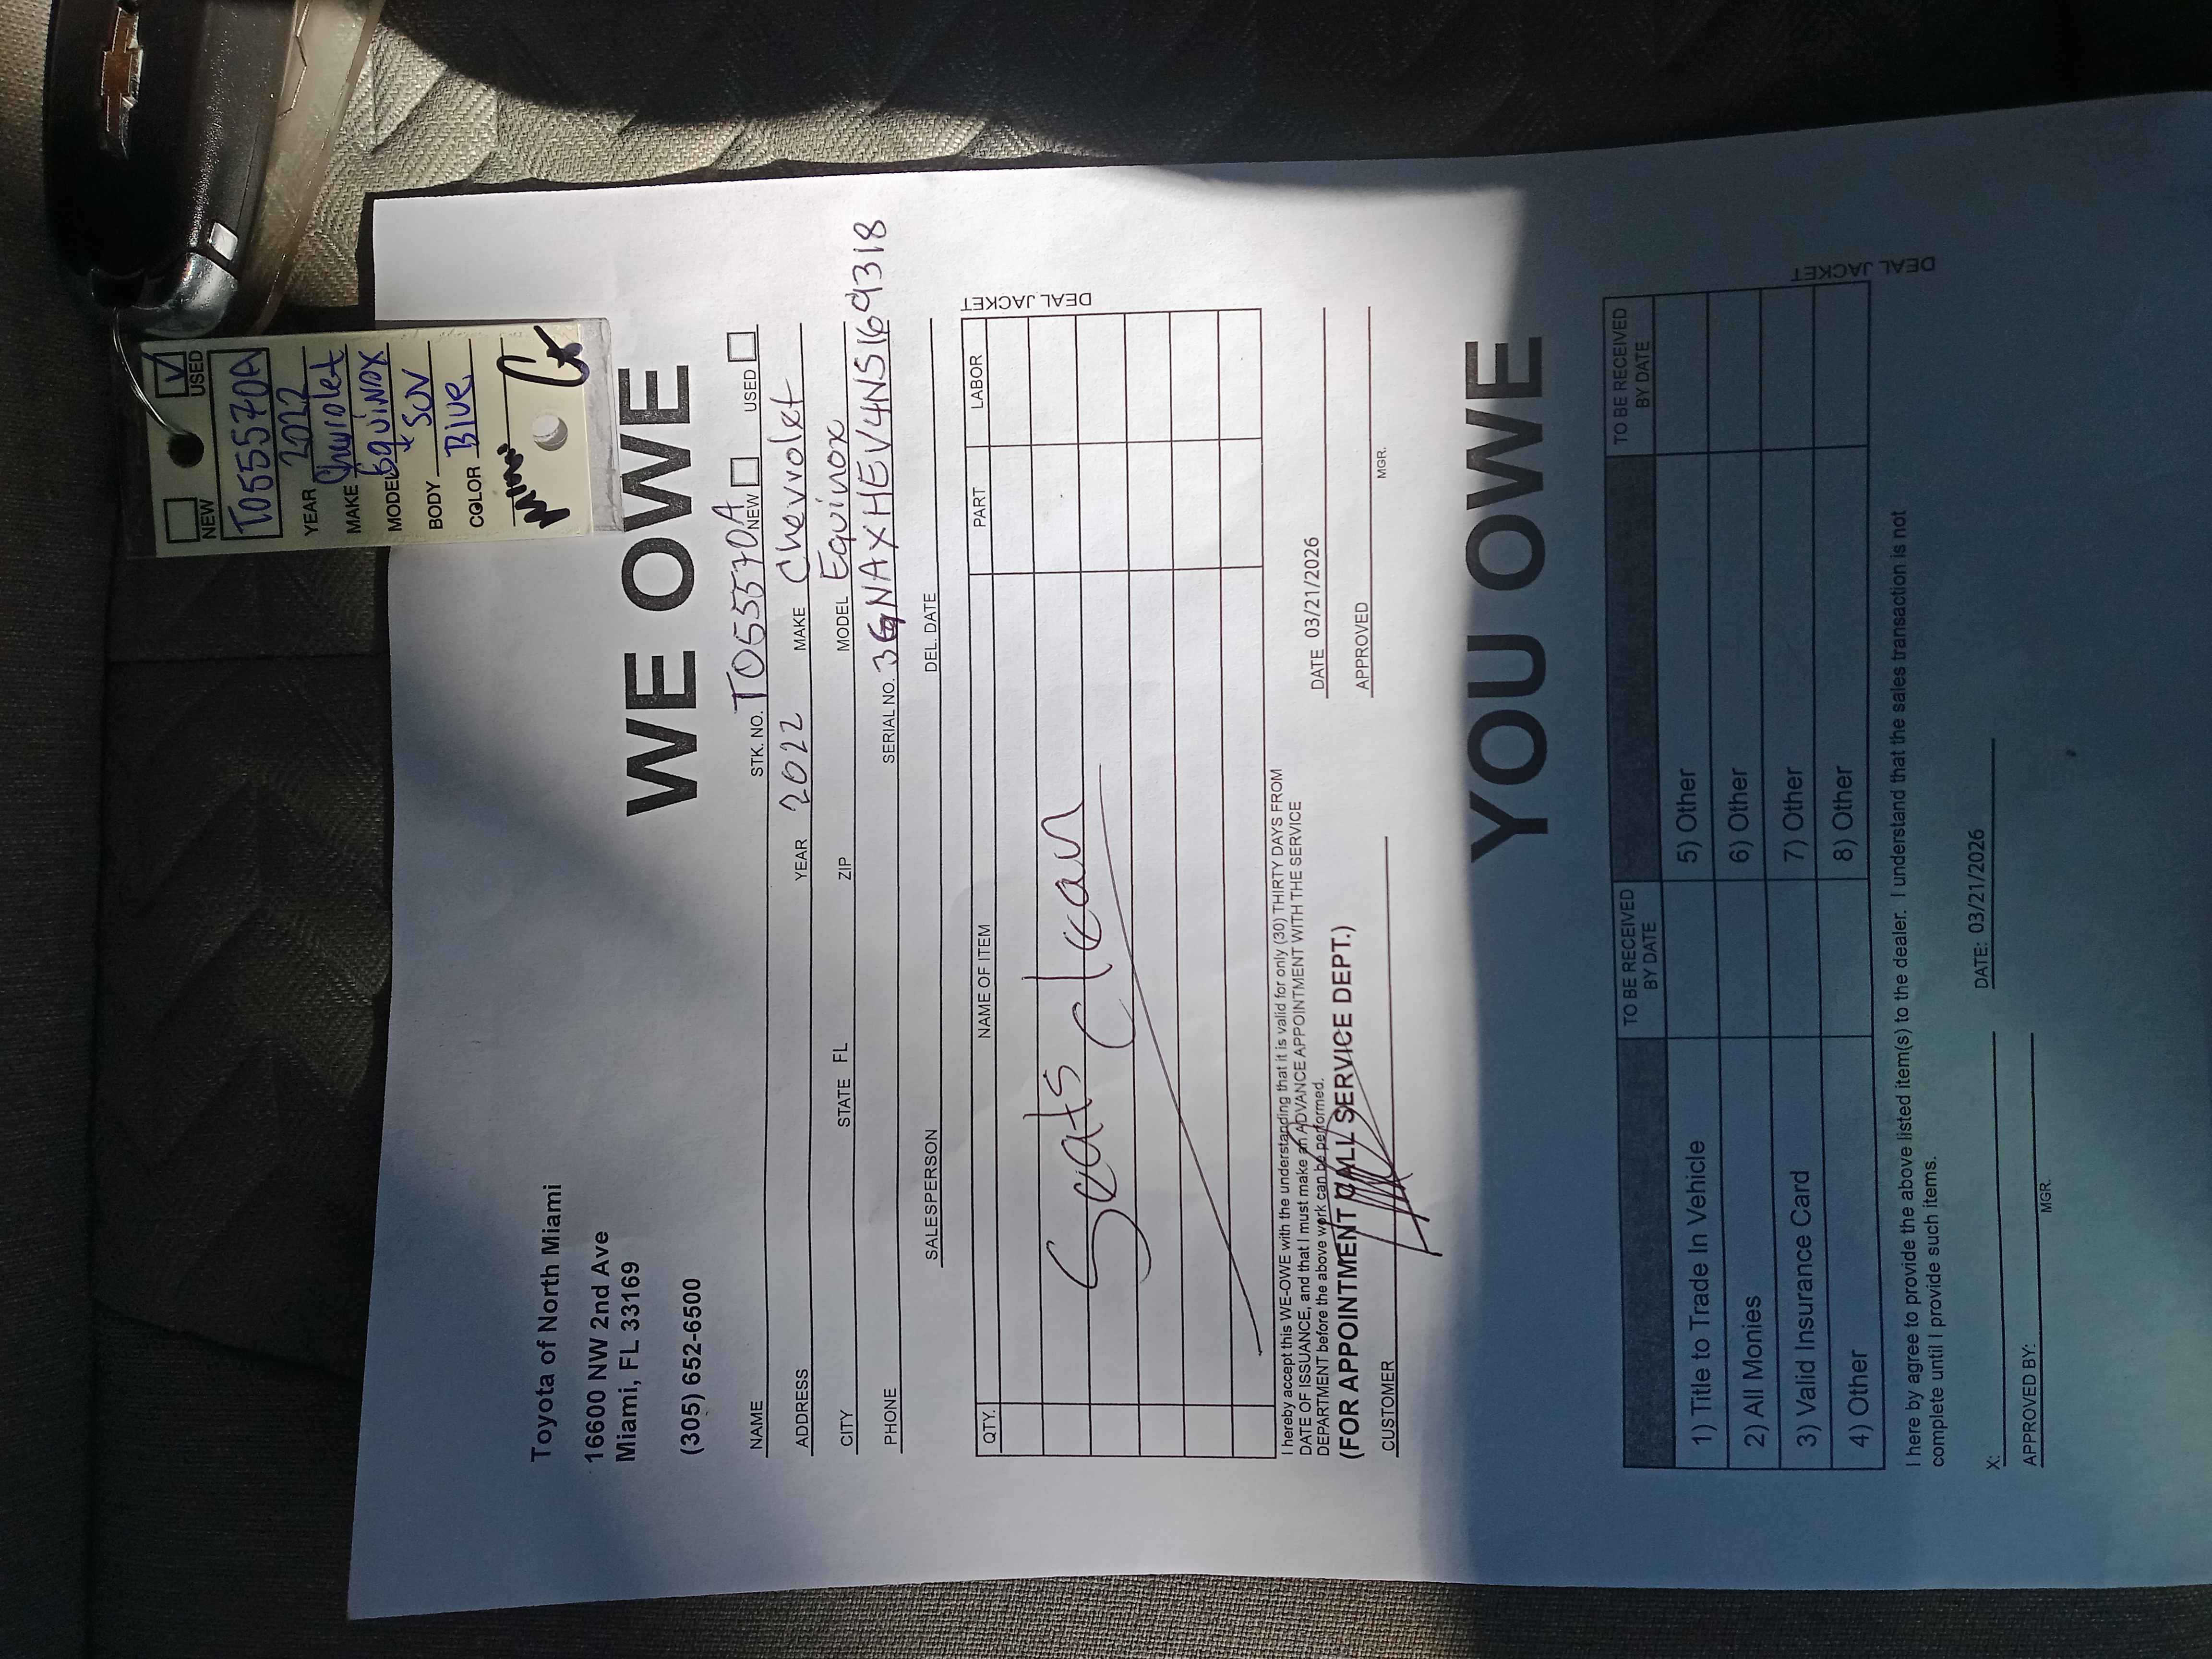 NEW
USED
T055570A
YEAR 2022
MAKE Chevrolet
MODEL Equinox
BODY SUV
COLOR Blue
Toyota of North Miami
16600 NW 2nd Ave
Miami, FL 33169
(305) 652-6500
WE OWE
NAME STK. NO. T055570A NEW USED
ADDRESS YEAR 2022 MAKE Chevrolet
CITY STATE FL ZIP MODEL Equinox
PHONE SERIAL NO. 3GNAXHEV4NS169318
SALESPERSON DEL. DATE
QTY. NAME OF ITEM PART LABOR
Seats clean
DEAL JACKET
I hereby accept this WE-OWE with the understanding that it is valid for only (30) THIRTY DAYS FROM
DATE OF ISSUANCE, and that I must make an ADVANCE APPOINTMENT WITH THE SERVICE
DEPARTMENT before the above work can be performed.
(FOR APPOINTMENT CALL SERVICE DEPT.)
DATE 03/21/2026
CUSTOMER
APPROVED
MGR.
YOU OWE
TO BE RECEIVED
BY DATE
TO BE RECEIVED
BY DATE
1) Title to Trade In Vehicle 5) Other
2) All Monies 6) Other
3) Valid Insurance Card 7) Other
4) Other 8) Other
DEAL JACKET
I here by agree to provide the above listed item(s) to the dealer. I understand that the sales transaction is not
complete until I provide such items.
X: DATE: 03/21/2026
APPROVED BY:
MGR.